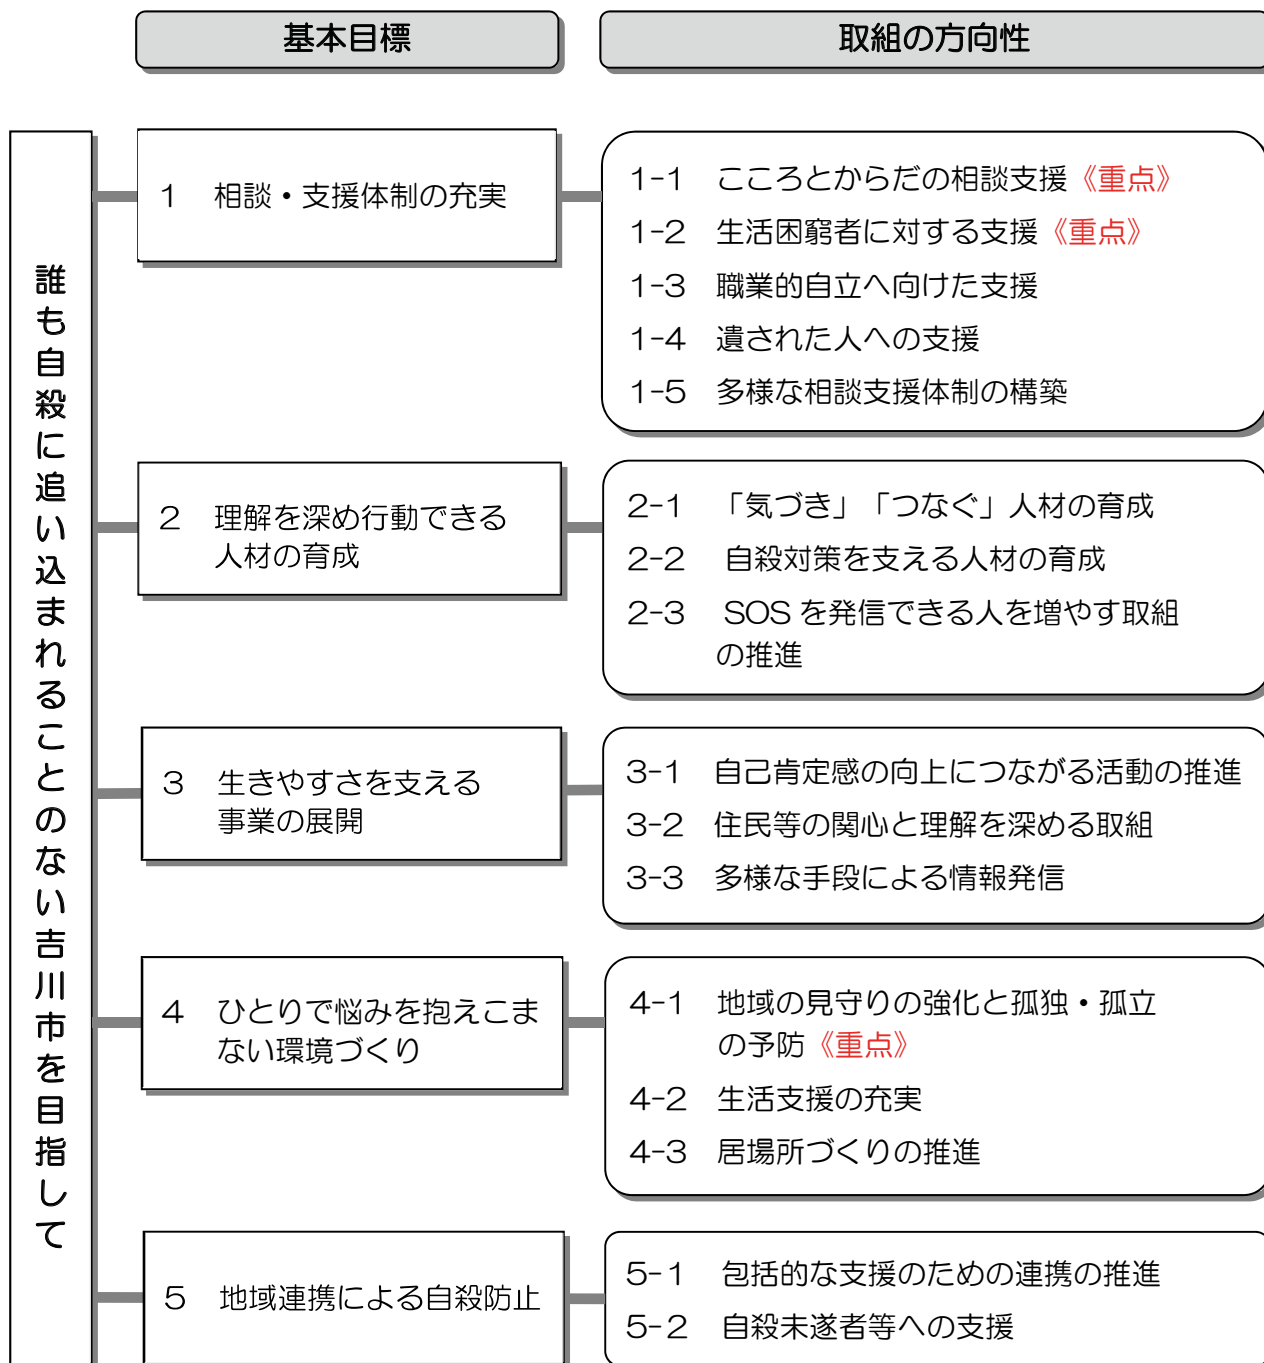 基本目標
取組の方向性
誰も自殺に追い込まれることのない吉川市を目指して
1 相談・支援体制の充実
1-1 こころとからだの相談支援《重点》
1-2 生活困窮者に対する支援《重点》
1-3 職業的自立へ向けた支援
1-4 遺された人への支援
1-5 多様な相談支援体制の構築
2 理解を深め行動できる
人材の育成
2-1 「気づき」「つなぐ」人材の育成
2-2 自殺対策を支える人材の育成
2-3 SOSを発信できる人を増やす取組
の推進
3 生きやすさを支える
事業の展開
3-1 自己肯定感の向上につながる活動の推進
3-2 住民等の関心と理解を深める取組
3-3 多様な手段による情報発信
4 ひとりで悩みを抱えこま
ない環境づくり
4-1 地域の見守りの強化と孤独・孤立
の予防《重点》
4-2 生活支援の充実
4-3 居場所づくりの推進
5 地域連携による自殺防止
5-1 包括的な支援のための連携の推進
5-2 自殺未遂者等への支援